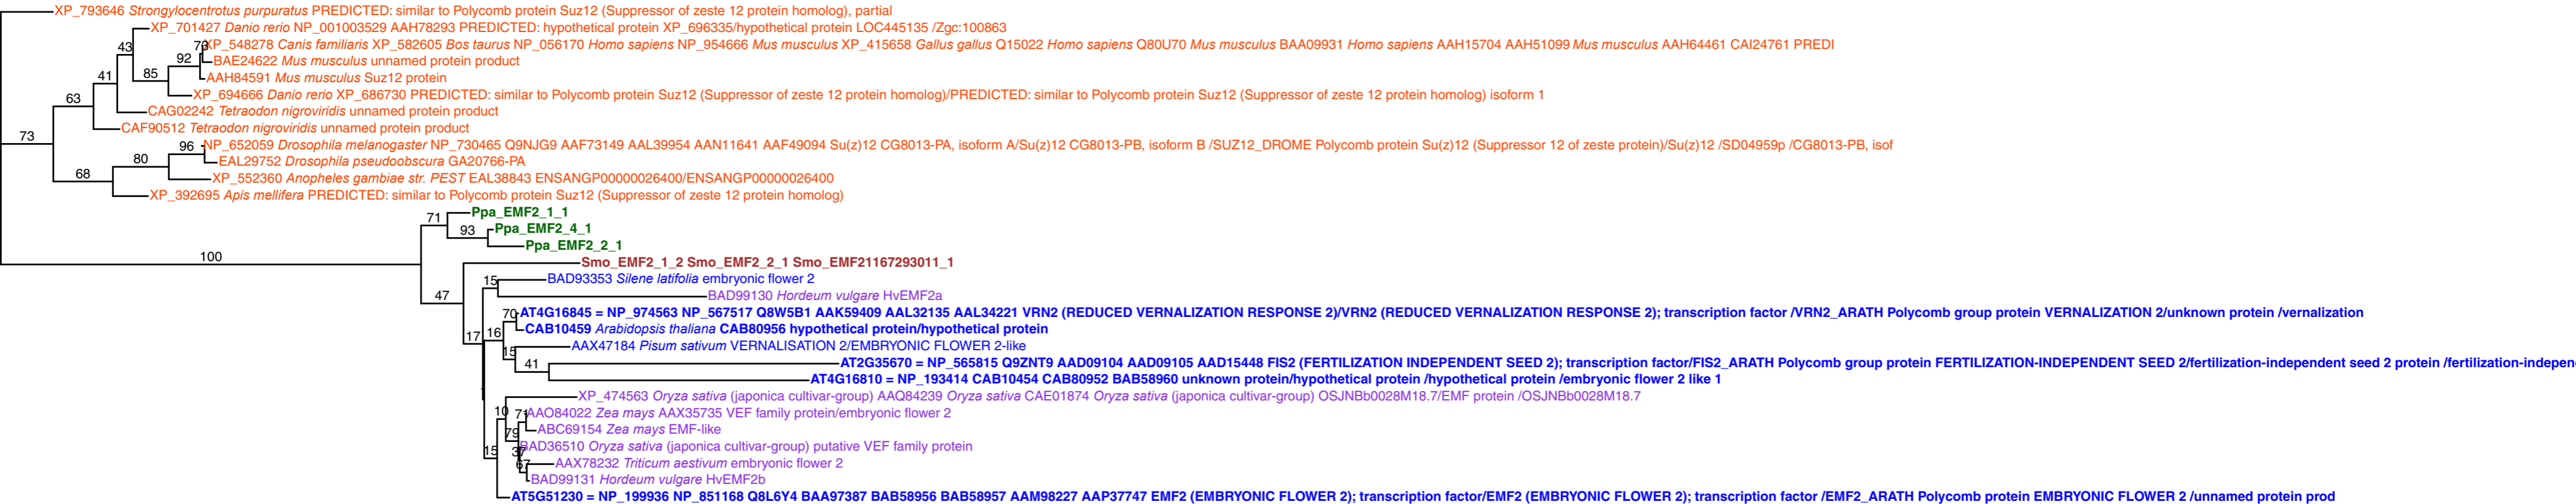 XP_793646 Strongylocentrotus purpuratus PREDICTED: similar to Polycomb protein Suz12 (Suppressor of zeste 12 protein homolog), partial
XP_701427 Danio rerio NP_001003529 AAH78293 PREDICTED: hypothetical protein XP_696335/hypothetical protein LOC445135 /Zgc:100863
43
XP_548278 Canis familiaris XP_582605 Bos taurus NP_056170 Homo sapiens NP_954666 Mus musculus XP_415658 Gallus gallus Q15022 Homo sapiens Q80U70 Mus musculus BAA09931 Homo sapiens AAH15704 AAH51099 Mus musculus AAH64461 CAI24761 PREDI
92
BAE24622 Mus musculus unnamed protein product
41
85
AAH84591 Mus musculus Suz12 protein
63
XP_694666 Danio rerio XP_686730 PREDICTED: similar to Polycomb protein Suz12 (Suppressor of zeste 12 protein homolog)/PREDICTED: similar to Polycomb protein Suz12 (Suppressor of zeste 12 protein homolog) isoform 1
CAG02242 Tetraodon nigroviridis unnamed protein product
CAF90512 Tetraodon nigroviridis unnamed protein product
73
96
NP_652059 Drosophila melanogaster NP_730465 Q9NJG9 AAF73149 AAL39954 AAN11641 AAF49094 Su(z)12 CG8013-PA, isoform A/Su(z)12 CG8013-PB, isoform B /SUZ12_DROME Polycomb protein Su(z)12 (Suppressor 12 of zeste protein)/Su(z)12 /SD04959p /CG8013-PB, isof
80
EAL29752 Drosophila pseudoobscura GA20766-PA
68
XP_552360 Anopheles gambiae str. PEST EAL38843 ENSANGP00000026400/ENSANGP00000026400
XP_392695 Apis mellifera PREDICTED: similar to Polycomb protein Suz12 (Suppressor of zeste 12 protein homolog)
71
Ppa_EMF2_1_1
93
Ppa_EMF2_4_1
Ppa_EMF2_2_1
100
Smo_EMF2_1_2 Smo_EMF2_2_1 Smo_EMF21167293011_1
15
BAD93353 Silene latifolia embryonic flower 2
47
BAD99130 Hordeum vulgare HvEMF2a
70
AT4G16845 = NP_974563 NP_567517 Q8W5B1 AAK59409 AAL32135 AAL34221 VRN2 (REDUCED VERNALIZATION RESPONSE 2)/VRN2 (REDUCED VERNALIZATION RESPONSE 2); transcription factor /VRN2_ARATH Polycomb group protein VERNALIZATION 2/unknown protein /vernalization
17
16
CAB10459 Arabidopsis thaliana CAB80956 hypothetical protein/hypothetical protein
15
AAX47184 Pisum sativum VERNALISATION 2/EMBRYONIC FLOWER 2-like
41
AT2G35670 = NP_565815 Q9ZNT9 AAD09104 AAD09105 AAD15448 FIS2 (FERTILIZATION INDEPENDENT SEED 2); transcription factor/FIS2_ARATH Polycomb group protein FERTILIZATION-INDEPENDENT SEED 2/fertilization-independent seed 2 protein /fertilization-indepen
AT4G16810 = NP_193414 CAB10454 CAB80952 BAB58960 unknown protein/hypothetical protein /hypothetical protein /embryonic flower 2 like 1
XP_474563 Oryza sativa (japonica cultivar-group) AAQ84239 Oryza sativa CAE01874 Oryza sativa (japonica cultivar-group) OSJNBb0028M18.7/EMF protein /OSJNBb0028M18.7
10
71
AAO84022 Zea mays AAX35735 VEF family protein/embryonic flower 2
ABC69154 Zea mays EMF-like
79
BAD36510 Oryza sativa (japonica cultivar-group) putative VEF family protein
15
67
AAX78232 Triticum aestivum embryonic flower 2
BAD99131 Hordeum vulgare HvEMF2b
AT5G51230 = NP_199936 NP_851168 Q8L6Y4 BAA97387 BAB58956 BAB58957 AAM98227 AAP37747 EMF2 (EMBRYONIC FLOWER 2); transcription factor/EMF2 (EMBRYONIC FLOWER 2); transcription factor /EMF2_ARATH Polycomb protein EMBRYONIC FLOWER 2 /unnamed protein prod